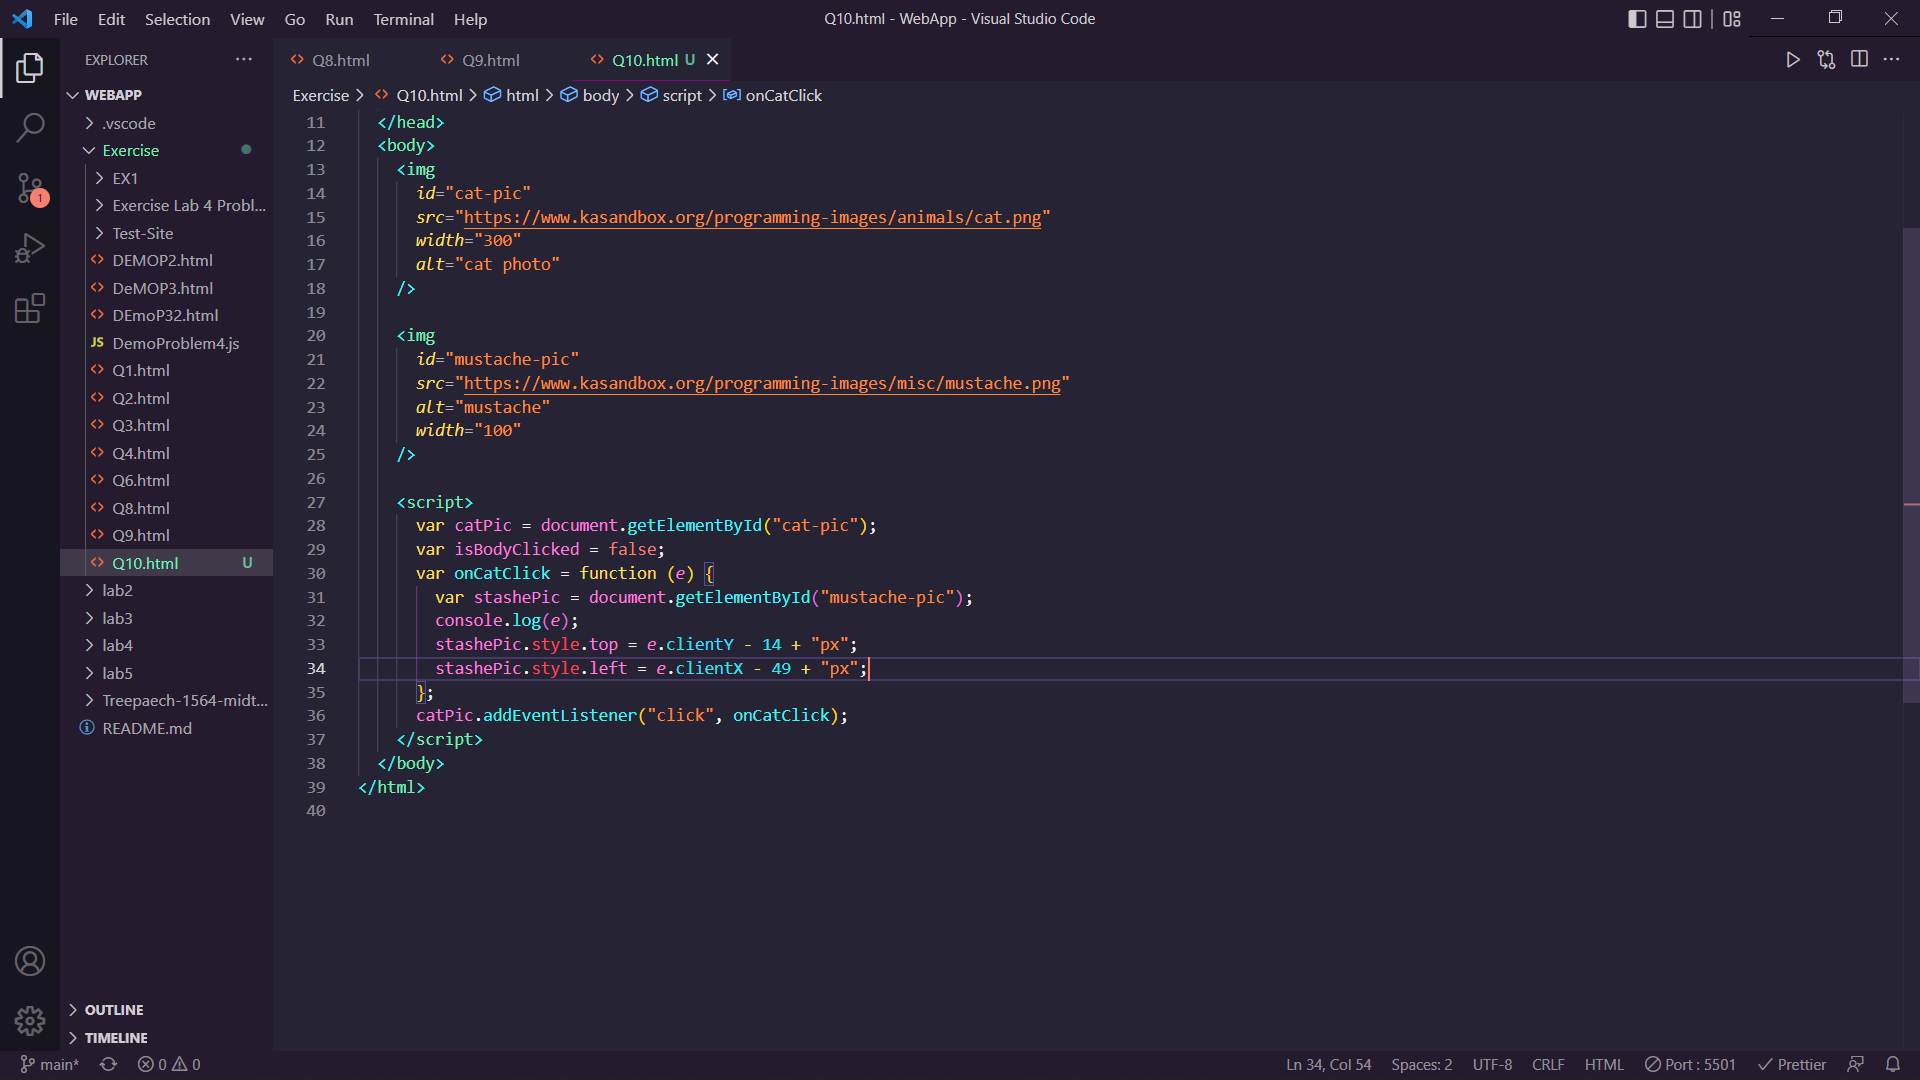 File Edit Selection View Go Run Terminal Help
Q10.html - WebApp - Visual Studio Code
EXPLORER
WEBAPP
.vscode
Exercise
EX1
Exercise Lab 4 Probl...
Test-Site
DEMOP2.html
DeMOP3.html
DEmoP32.html
JS DemoProblem4.js
Q1.html
Q2.html
Q3.html
Q4.html
Q6.html
Q8.html
Q9.html
Q10.html U
lab2
lab3
lab4
lab5
Treepaech-1564-midt...
README.md
OUTLINE
TIMELINE
1
Q8.html Q9.html Q10.html U
Exercise > Q10.html > html > body > script > onCatClick
11 </head>
12 <body>
13 <img
14 id="cat-pic"
15 src="https://www.kasandbox.org/programming-images/animals/cat.png"
16 width="300"
17 alt="cat photo"
18 />
19
20 <img
21 id="mustache-pic"
22 src="https://www.kasandbox.org/programming-images/misc/mustache.png"
23 alt="mustache"
24 width="100"
25 />
26
27 <script>
28 var catPic = document.getElementById("cat-pic");
29 var isBodyClicked = false;
30 var onCatClick = function (e) {
31 var stashePic = document.getElementById("mustache-pic");
32 console.log(e);
33 stashePic.style.top = e.clientY - 14 + "px";
34 stashePic.style.left = e.clientX - 49 + "px";
35 };
36 catPic.addEventListener("click", onCatClick);
37 </script>
38 </body>
39 </html>
40
main* 0 0
Ln 34, Col 54 Spaces: 2 UTF-8 CRLF HTML Port : 5501 Prettier